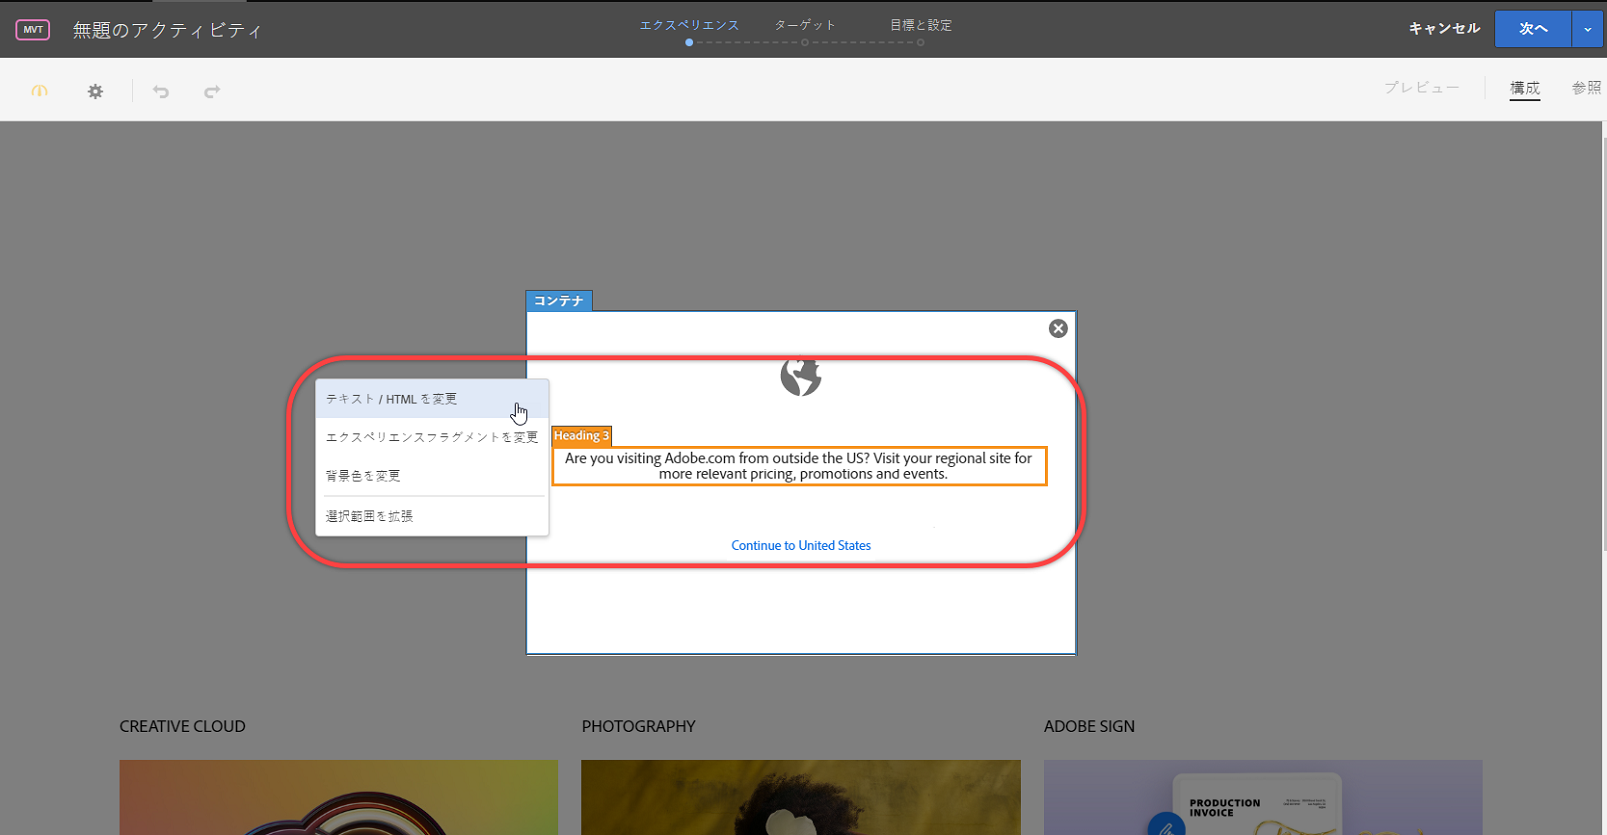 MVT 無題のアクティビティ
エクスペリエンス ターゲット 目標と設定
キャンセル 次へ
プレビュー 構成 参照
コンテナ
テキスト / HTML を変更
エクスペリエンスフラグメントを変更
背景色を変更
選択範囲を拡張
Heading 3
Are you visiting Adobe.com from outside the US? Visit your regional site for
more relevant pricing, promotions and events.
Continue to United States
CREATIVE CLOUD PHOTOGRAPHY ADOBE SIGN
PRODUCTION
INVOICE